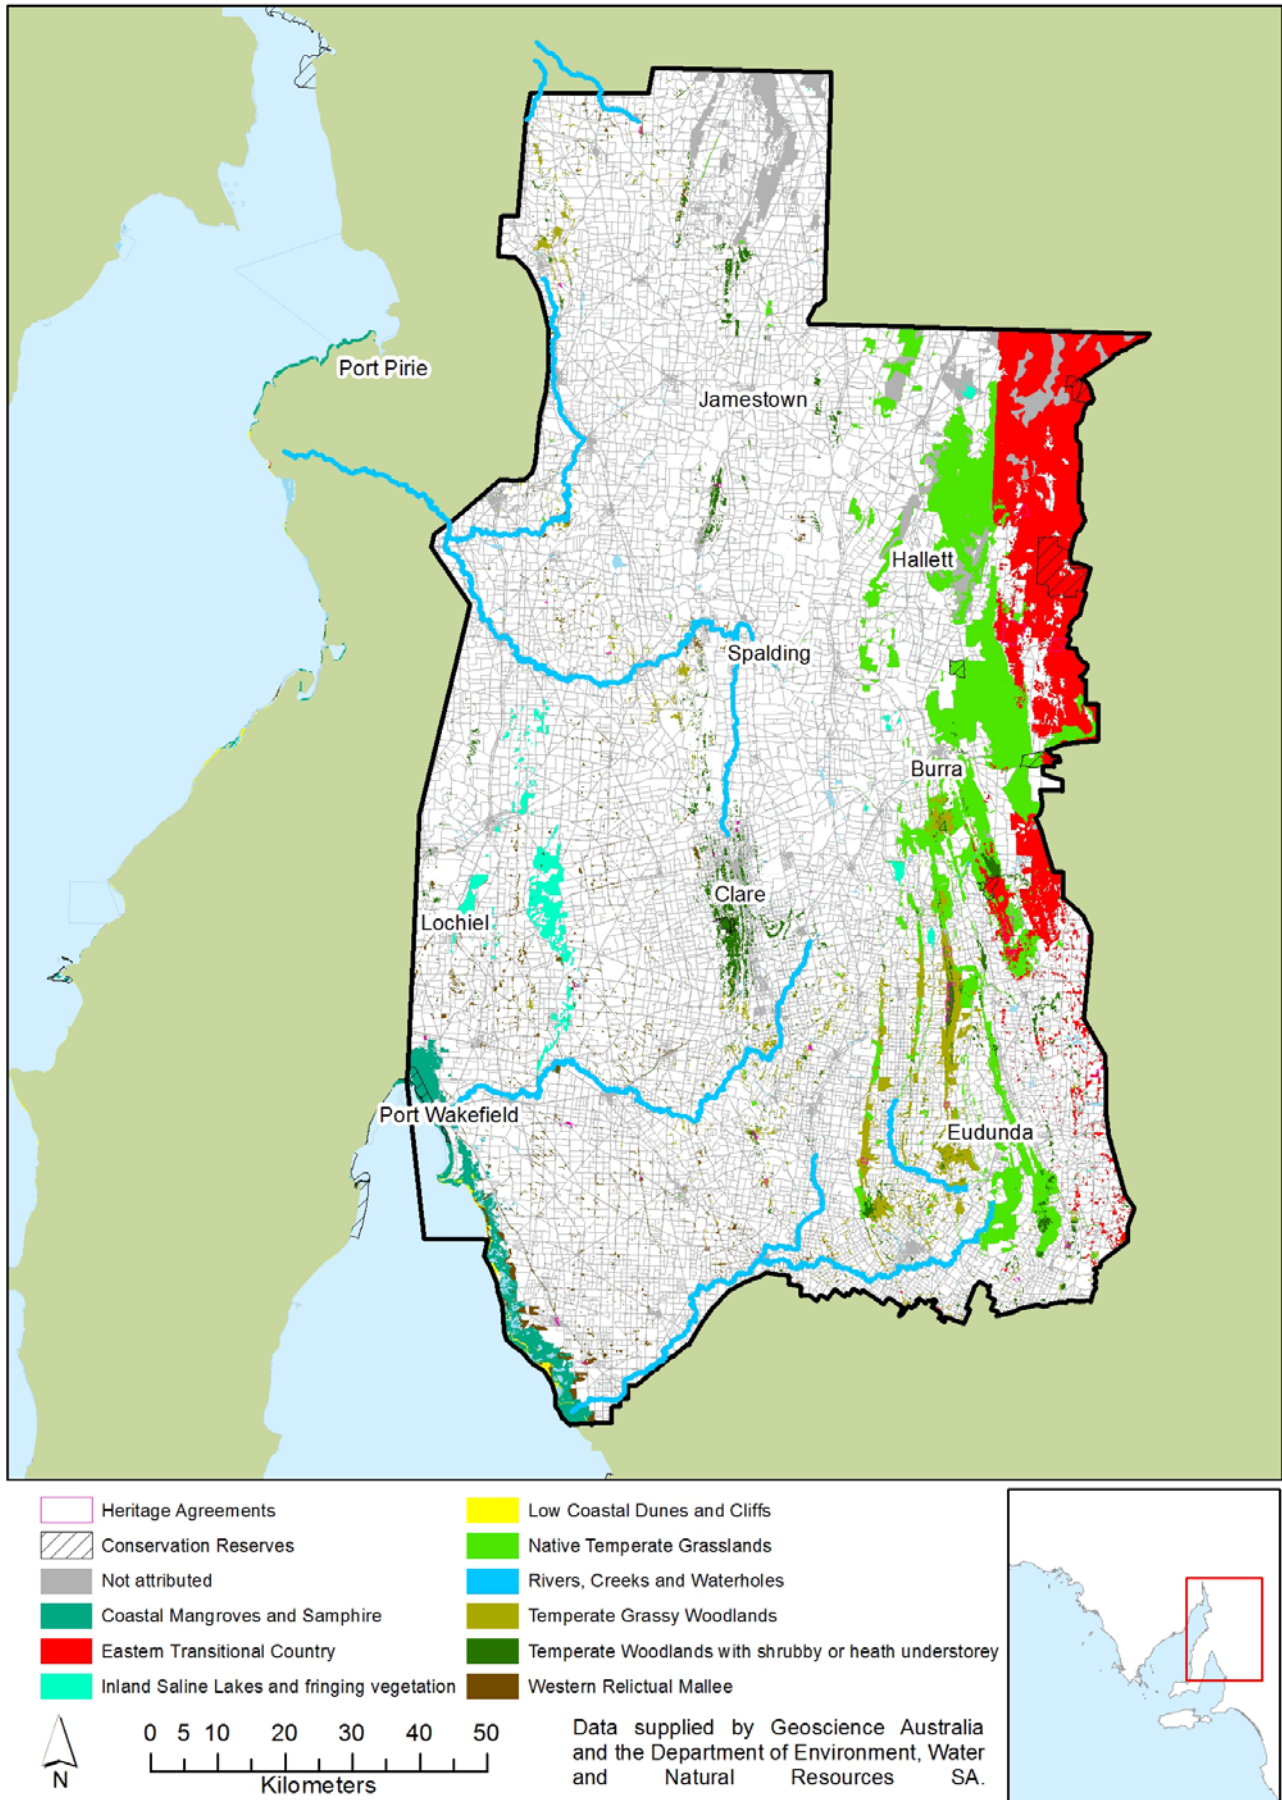 Port Pirie
Jamestown
Hallett
Spalding
Burra
Clare
Lochiel
Port Wakefield
Eudunda
Heritage Agreements
Conservation Reserves
Not attributed
Coastal Mangroves and Samphire
Eastern Transitional Country
Inland Saline Lakes and fringing vegetation
Low Coastal Dunes and Cliffs
Native Temperate Grasslands
Rivers, Creeks and Waterholes
Temperate Grassy Woodlands
Temperate Woodlands with shrubby or heath understorey
Western Relictual Mallee
N
0 5 10 20 30 40 50
Kilometers
Data supplied by Geoscience Australia
and the Department of Environment, Water
and Natural Resources SA.